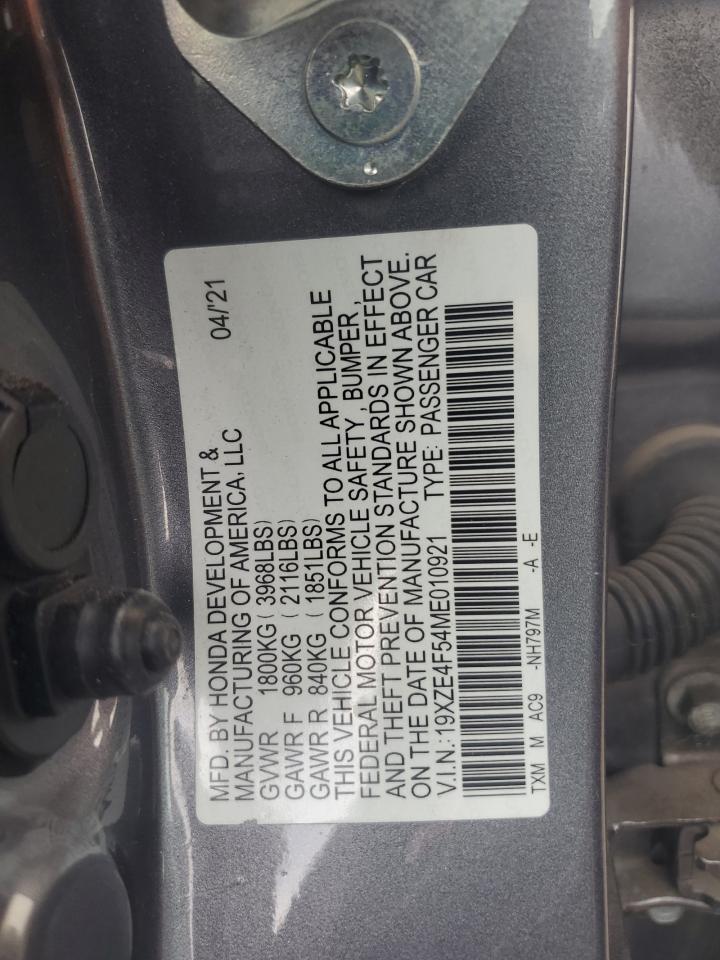 MFD. BY HONDA DEVELOPMENT &
MANUFACTURING OF AMERICA, LLC 04/'21
GVWR 1800KG ( 3968LBS)
GAWR F 960KG ( 2116LBS)
GAWR R 840KG ( 1851LBS)
THIS VEHICLE CONFORMS TO ALL APPLICABLE
FEDERAL MOTOR VEHICLE SAFETY, BUMPER,
AND THEFT PREVENTION STANDARDS IN EFFECT
ON THE DATE OF MANUFACTURE SHOWN ABOVE.
V.I.N.: 19XZE4F54ME010921 TYPE: PASSENGER CAR
TXM M AC9 -NH797M -A -E